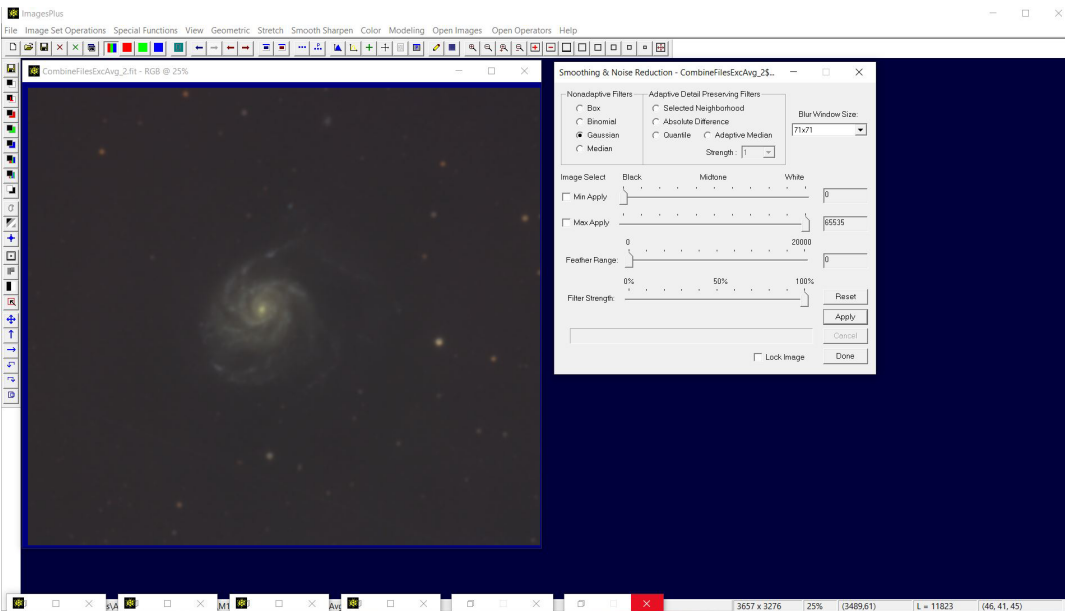 ImagesPlus
File Image Set Operations Special Functions View Geometric Stretch Smooth Sharpen Color Modeling Open Images Open Operators Help
CombineFilesExcAvg_2.fit - RGB @ 25%
Smoothing & Noise Reduction - CombineFilesExcAvg_2$...
Nonadaptive Filters
Box
Binomial
Gaussian
Median
Adaptive Detail Preserving Filters
Selected Neighborhood
Absolute Difference
Quantile Adaptive Median
Strength : 1
Blur Window Size:
71x71
Image Select Black Midtone White
Min Apply 0
Max Apply 65535
0 20000
Feather Range: 0
0% 50% 100%
Filter Strength:
Reset
Apply
Cancel
Lock Image Done
3657 x 3276 25% (3489,61) L = 11823 (46, 41, 45)